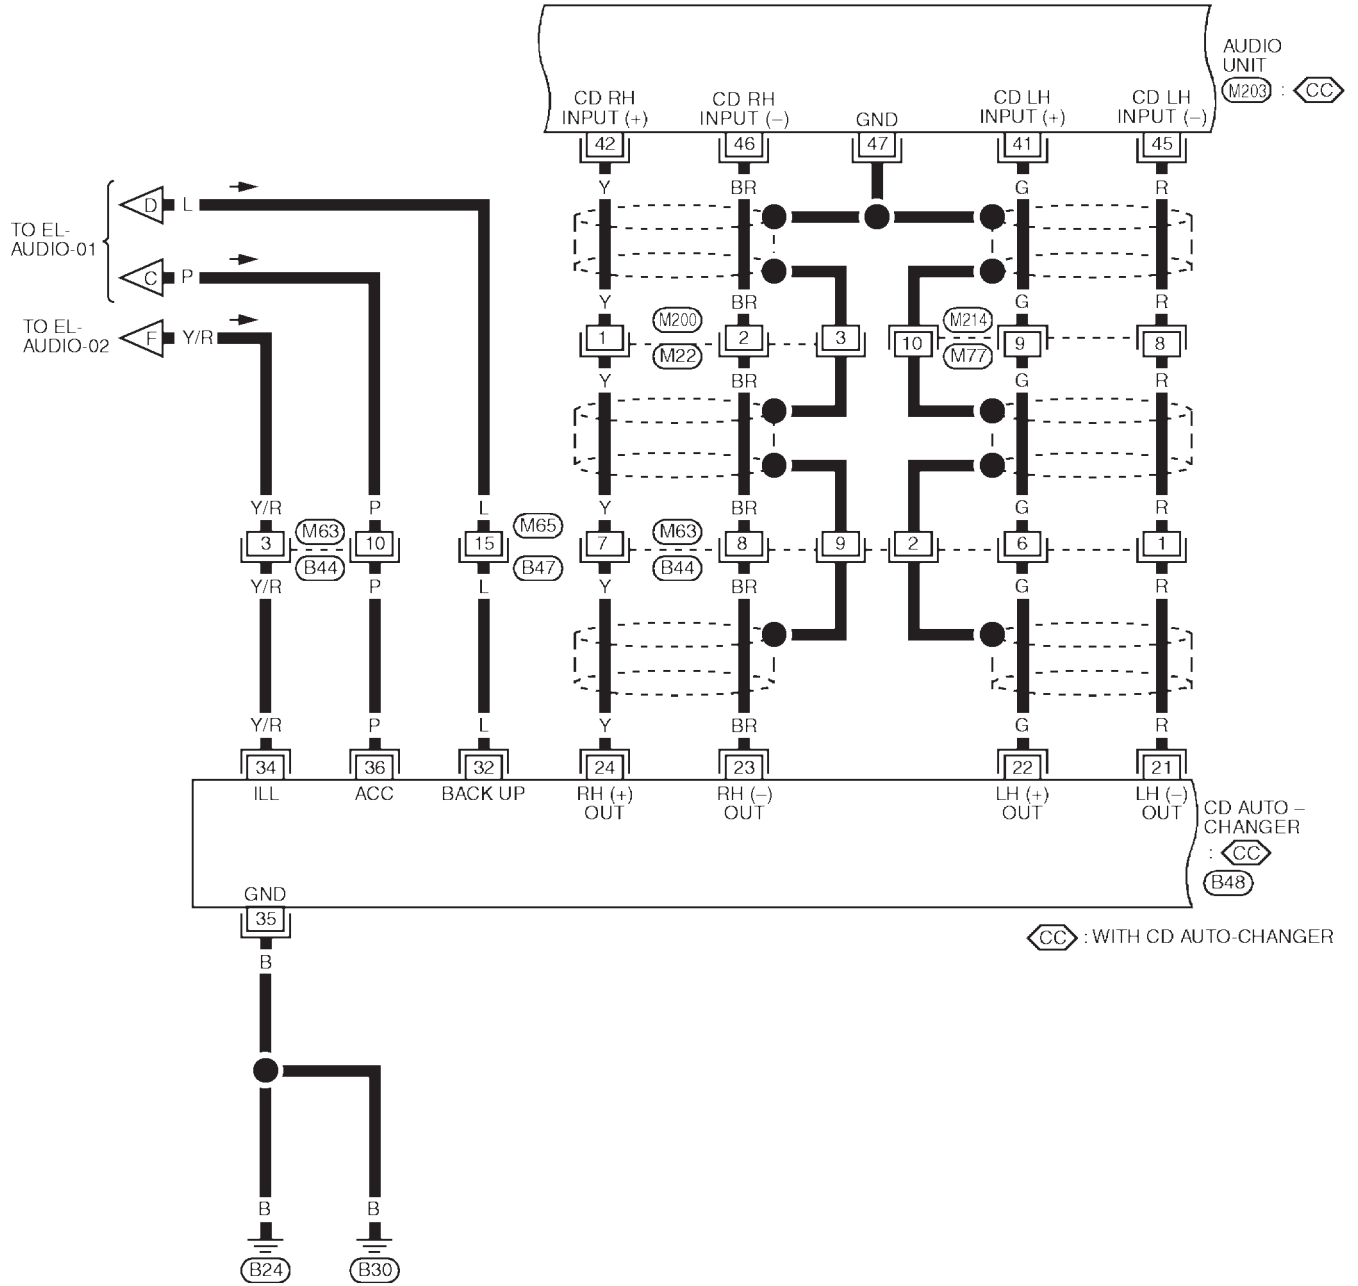 AUDIO
UNIT
M203 : CC
CD RH
INPUT (+)
CD RH
INPUT (–)
GND
CD LH
INPUT (+)
CD LH
INPUT (–)
42
46
47
41
45
Y
BR
G
R
TO EL-
AUDIO-01
D L
C P
TO EL-
AUDIO-02
F Y/R
Y
BR
G
R
1
M200
M22
2
3
10
M214
M77
9
8
Y
BR
G
R
Y/R
P
L
Y
BR
G
R
3
M63
B44
10
15
M65
B47
7
M63
B44
8
9
2
6
1
Y/R
P
L
Y
BR
G
R
Y/R
P
L
Y
BR
G
R
34
36
32
24
23
22
21
ILL
ACC
BACK UP
RH (+)
OUT
RH (–)
OUT
LH (+)
OUT
LH (–)
OUT
CD AUTO –
CHANGER
: CC
B48
GND
35
CC : WITH CD AUTO-CHANGER
B
B
B
B24
B30